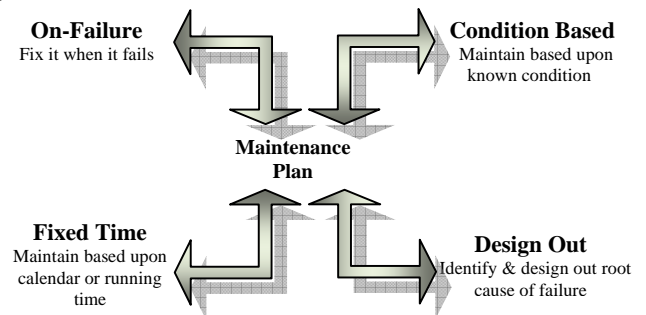 On-Failure
Fix it when it fails
Condition Based
Maintain based upon
known condition
Maintenance
Plan
Fixed Time
Maintain based upon
calendar or running
time
Design Out
Identify & design out root
cause of failure